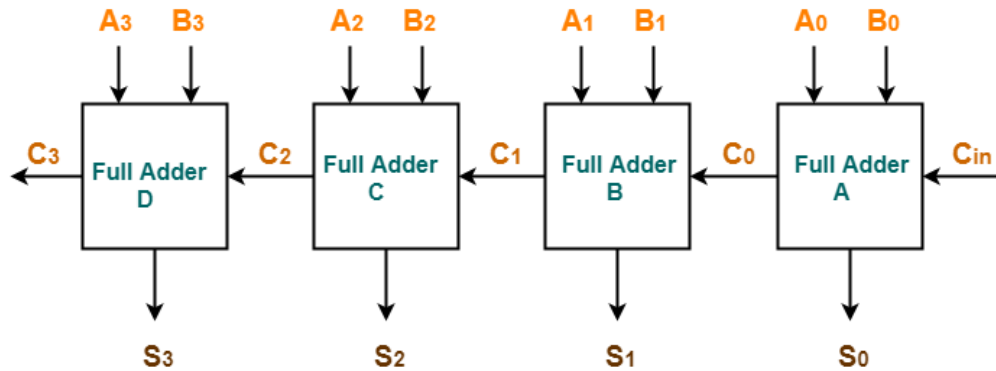 A3 B3 A2 B2 A1 B1 A0 B0
C3 Full Adder D C2 Full Adder C C1 Full Adder B C0 Full Adder A Cin
S3 S2 S1 S0